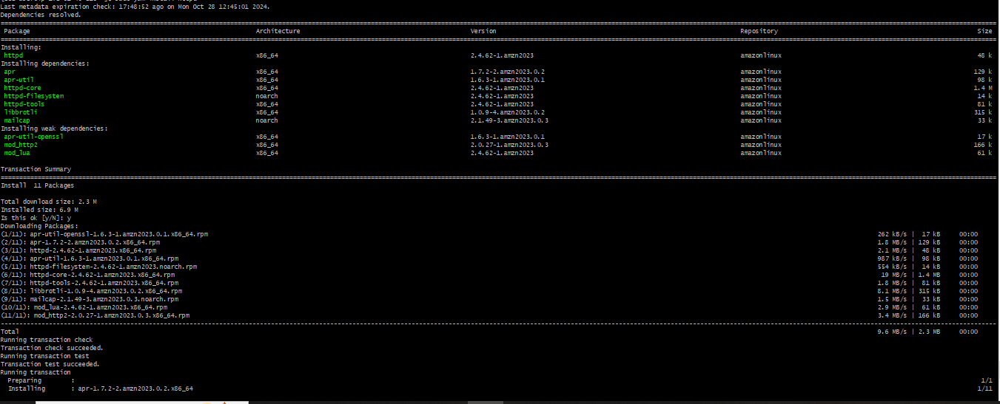 Last metadata expiration check: 17:48:52 ago on Mon Oct 28 12:45:01 2024.
Dependencies resolved.
Package Architecture Version Repository Size
Installing:
httpd x86_64 2.4.62-1.amzn2023 amazonlinux 48 k
Installing dependencies:
apr x86_64 1.7.2-2.amzn2023.0.2 amazonlinux 129 k
apr-util x86_64 1.6.3-1.amzn2023.0.1 amazonlinux 98 k
httpd-core x86_64 2.4.62-1.amzn2023 amazonlinux 1.4 M
httpd-filesystem noarch 2.4.62-1.amzn2023 amazonlinux 14 k
httpd-tools x86_64 2.4.62-1.amzn2023 amazonlinux 81 k
libbrotli x86_64 1.0.9-4.amzn2023.0.2 amazonlinux 315 k
mailcap noarch 2.1.49-3.amzn2023.0.3 amazonlinux 33 k
Installing weak dependencies:
apr-util-openssl x86_64 1.6.3-1.amzn2023.0.1 amazonlinux 17 k
mod_http2 x86_64 2.0.27-1.amzn2023.0.3 amazonlinux 166 k
mod_lua x86_64 2.4.62-1.amzn2023 amazonlinux 61 k
Transaction Summary
Install 11 Packages
Total download size: 2.3 M
Installed size: 6.9 M
Is this ok [y/N]: y
Downloading Packages:
(1/11): apr-util-openssl-1.6.3-1.amzn2023.0.1.x86_64.rpm 262 kB/s | 17 kB 00:00
(2/11): apr-1.7.2-2.amzn2023.0.2.x86_64.rpm 1.8 MB/s | 129 kB 00:00
(3/11): httpd-2.4.62-1.amzn2023.x86_64.rpm 2.1 MB/s | 48 kB 00:00
(4/11): apr-util-1.6.3-1.amzn2023.0.1.x86_64.rpm 987 kB/s | 98 kB 00:00
(5/11): httpd-filesystem-2.4.62-1.amzn2023.noarch.rpm 554 kB/s | 14 kB 00:00
(6/11): httpd-core-2.4.62-1.amzn2023.x86_64.rpm 19 MB/s | 1.4 MB 00:00
(7/11): httpd-tools-2.4.62-1.amzn2023.x86_64.rpm 1.8 MB/s | 81 kB 00:00
(8/11): libbrotli-1.0.9-4.amzn2023.0.2.x86_64.rpm 8.1 MB/s | 315 kB 00:00
(9/11): mailcap-2.1.49-3.amzn2023.0.3.noarch.rpm 1.5 MB/s | 33 kB 00:00
(10/11): mod_lua-2.4.62-1.amzn2023.x86_64.rpm 2.9 MB/s | 61 kB 00:00
(11/11): mod_http2-2.0.27-1.amzn2023.0.3.x86_64.rpm 3.4 MB/s | 166 kB 00:00
Total 9.6 MB/s | 2.3 MB 00:00
Running transaction check
Transaction check succeeded.
Running transaction test
Transaction test succeeded.
Running transaction
Preparing : 1/1
Installing : apr-1.7.2-2.amzn2023.0.2.x86_64 1/11